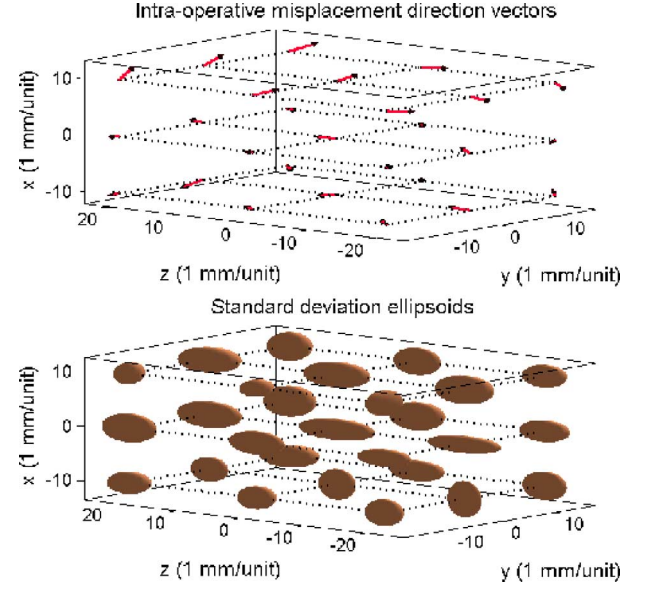 Intra-operative misplacement direction vectors
x (1 mm/unit)
10
0
-10
20
10
0
-10
-20
-10
0
10
z (1 mm/unit)
y (1 mm/unit)
Standard deviation ellipsoids
x (1 mm/unit)
10
0
-10
20
10
0
-10
-20
-10
0
10
z (1 mm/unit)
y (1 mm/unit)